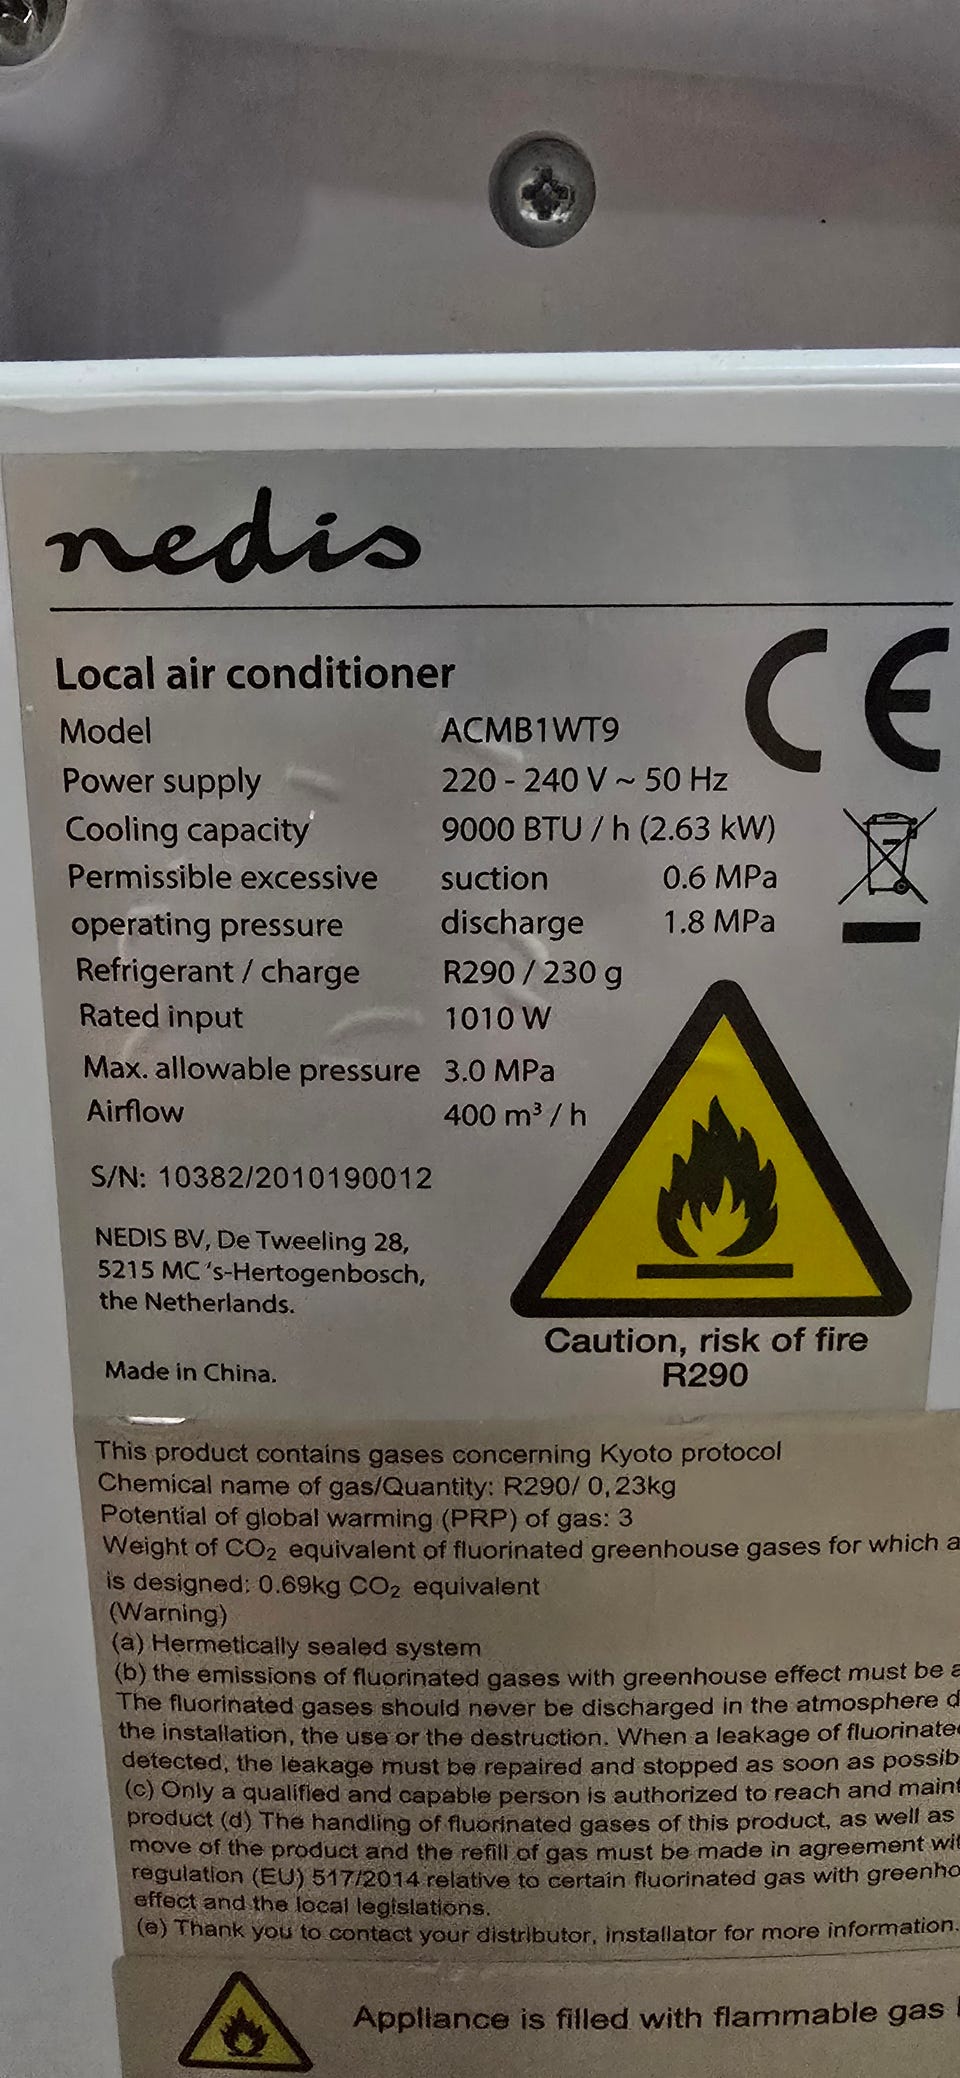 nedis
Local air conditioner
Model ACMB1WT9
Power supply 220 - 240 V ~ 50 Hz
Cooling capacity 9000 BTU / h (2.63 kW)
Permissible excessive suction 0.6 MPa
operating pressure discharge 1.8 MPa
Refrigerant / charge R290 / 230 g
Rated input 1010 W
Max. allowable pressure 3.0 MPa
Airflow 400 m³ / h
S/N: 10382/2010190012
NEDIS BV, De Tweeling 28,
5215 MC 's-Hertogenbosch,
the Netherlands.
Made in China.
CE
Caution, risk of fire
R290
This product contains gases concerning Kyoto protocol
Chemical name of gas/Quantity: R290/ 0,23kg
Potential of global warming (PRP) of gas: 3
Weight of CO₂ equivalent of fluorinated greenhouse gases for which a
is designed: 0.69kg CO₂ equivalent
(Warning)
(a) Hermetically sealed system
(b) the emissions of fluorinated gases with greenhouse effect must be
The fluorinated gases should never be discharged in the atmosphere
the installation, the use or the destruction. When a leakage of fluorinate
detected, the leakage must be repaired and stopped as soon as possib
(c) Only a qualified and capable person is authorized to reach and main
product (d) The handling of fluorinated gases of this product, as well as
move of the product and the refill of gas must be made in agreement wi
regulation (EU) 517/2014 relative to certain fluorinated gas with greenho
effect and the local legislations.
(e) Thank you to contact your distributor, installator for more information.
Appliance is filled with flammable gas